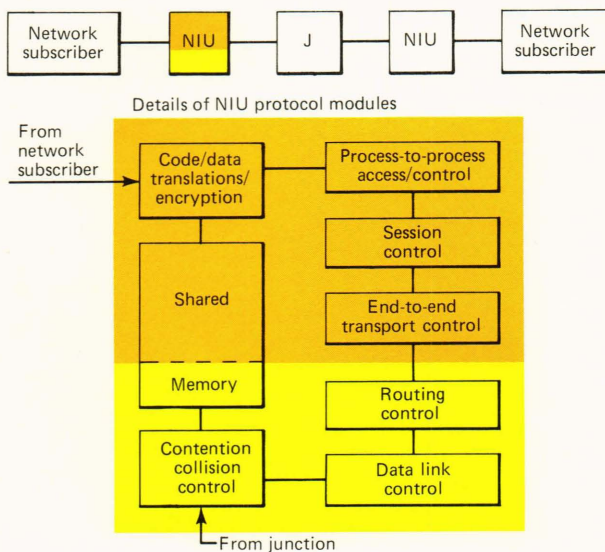 Network
subscriber
NIU
J
NIU
Network
subscriber
Details of NIU protocol modules
From
network
subscriber
Code/data
translations/
encryption
Process-to-process
access/control
Session
control
Shared
End-to-end
transport control
Memory
Routing
control
Contention
collision
control
Data link
control
From junction